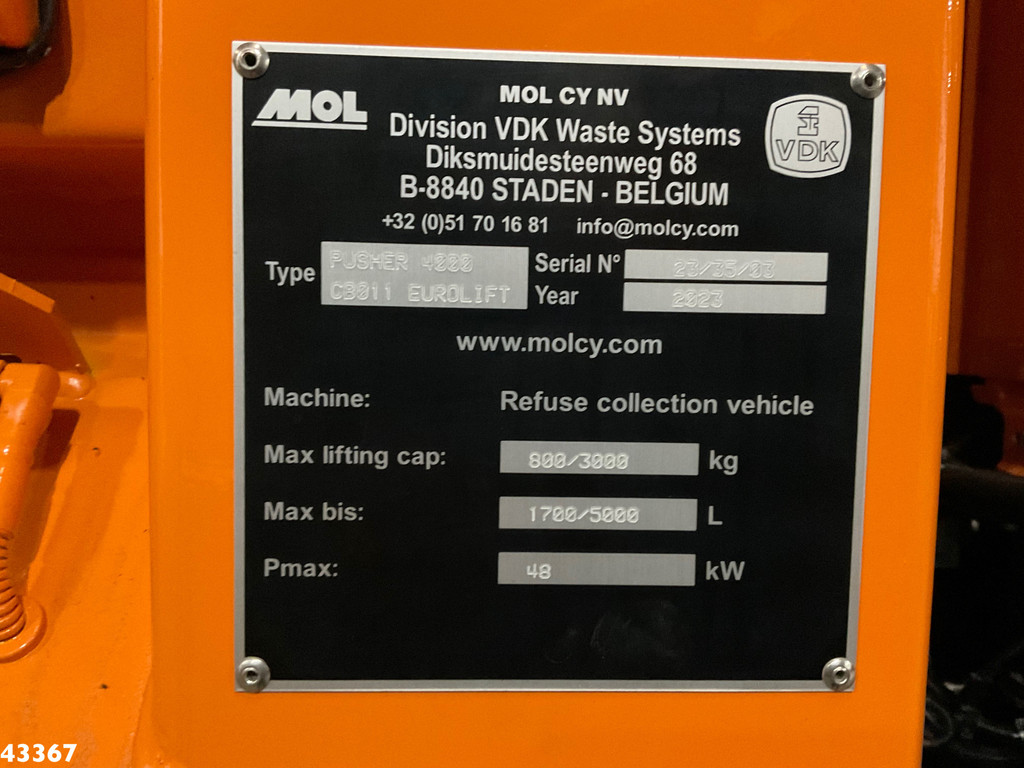 MOL
MOL CY NV
VDK
Division VDK Waste Systems
Diksmuidesteenweg 68
B-8840 STADEN - BELGIUM
+32 (0)51 70 16 81 info@molcy.com
Type PUSHER 4000
CB011 EUROLIFT
Serial N° 23/35/03
Year 2023
www.molcy.com
Machine: Refuse collection vehicle
Max lifting cap: 800/3000 kg
Max bis: 1700/5000 L
Pmax: 48 kW
43367